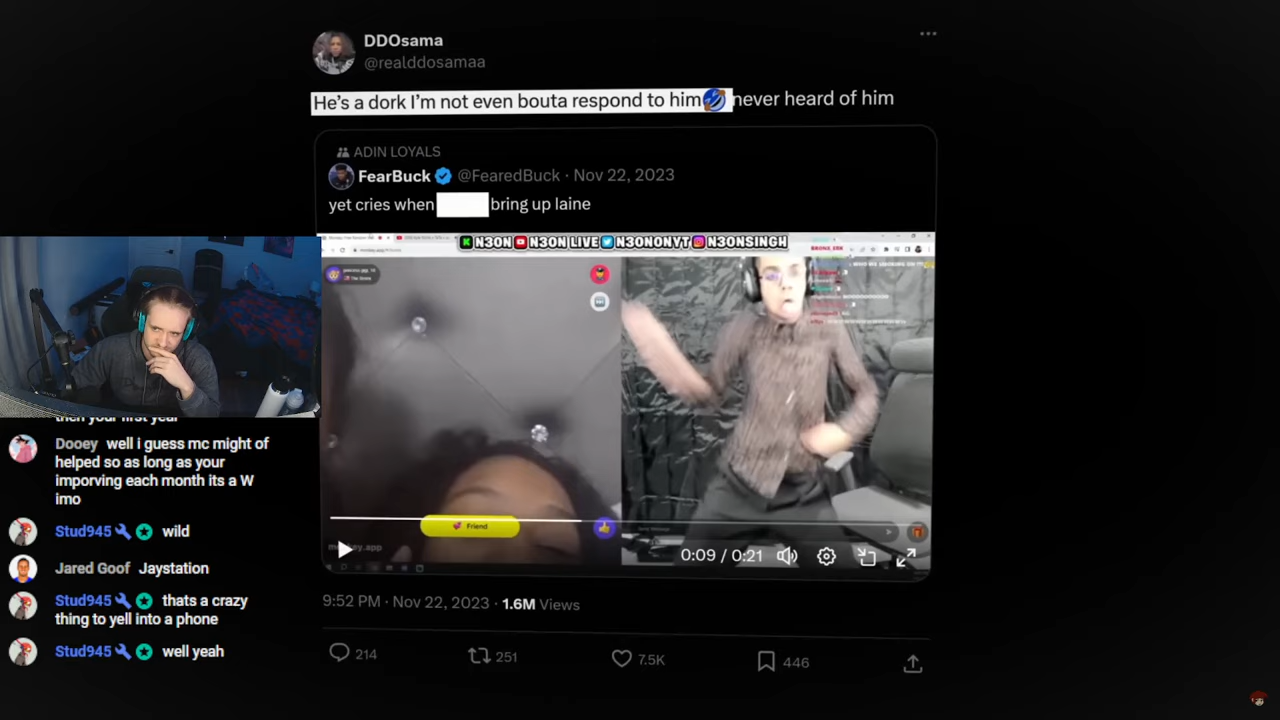 DDOsama
@realddosamaa
He's a dork I'm not even bouta respond to him🤣 never heard of him
ADIN LOYALS
FearBuck @FearedBuck · Nov 22, 2023
yet cries when bring up laine
N3ON N3ON LIVE N3ONONYT N3ONSINGH
Friend
0:09 / 0:21
9:52 PM · Nov 22, 2023 · 1.6M Views
214 251 7.5K 446
then your first year
Dooey well i guess mc might of
helped so as long as your
imporving each month its a W
imo
Stud945 wild
Jared Goof Jaystation
Stud945 thats a crazy
thing to yell into a phone
Stud945 well yeah